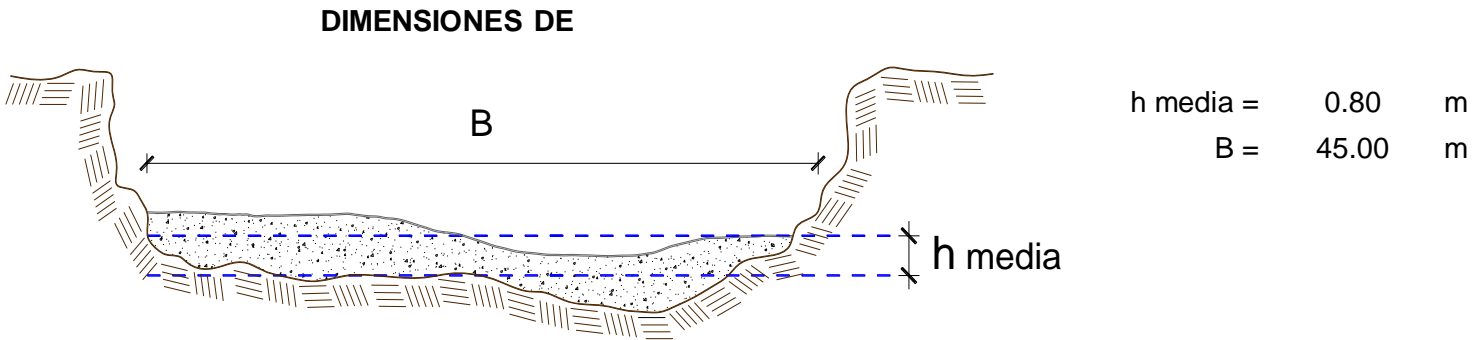 DIMENSIONES DE
B
h media
h media = 0.80 m
B = 45.00 m